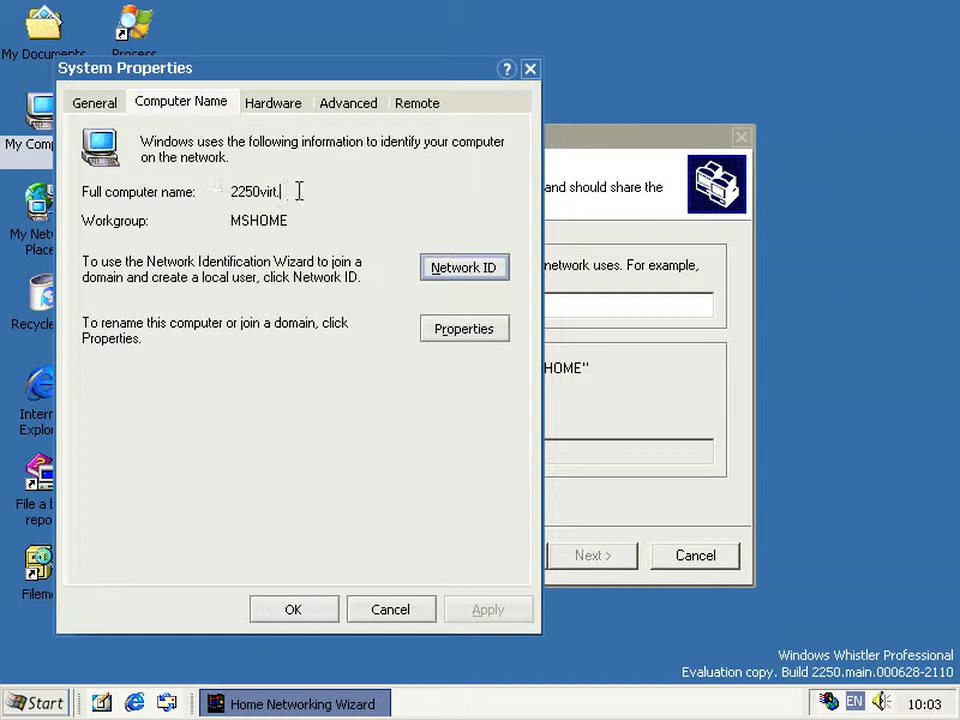 My Documents
Process
System Properties
General
Computer Name
Hardware
Advanced
Remote
Windows uses the following information to identify your computer
on the network.
Full computer name:
2250virt.
Workgroup:
MSHOME
To use the Network Identification Wizard to join a
domain and create a local user, click Network ID.
Network ID
To rename this computer or join a domain, click
Properties.
Properties
OK
Cancel
Apply
and should share the
network uses. For example,
HOME"
Next >
Cancel
My Comp
My Netw
Place
Recycle
Intern
Explor
File a b
repo
Filem
Windows Whistler Professional
Evaluation copy. Build 2250.main.000628-2110
Start
Home Networking Wizard
EN
10:03